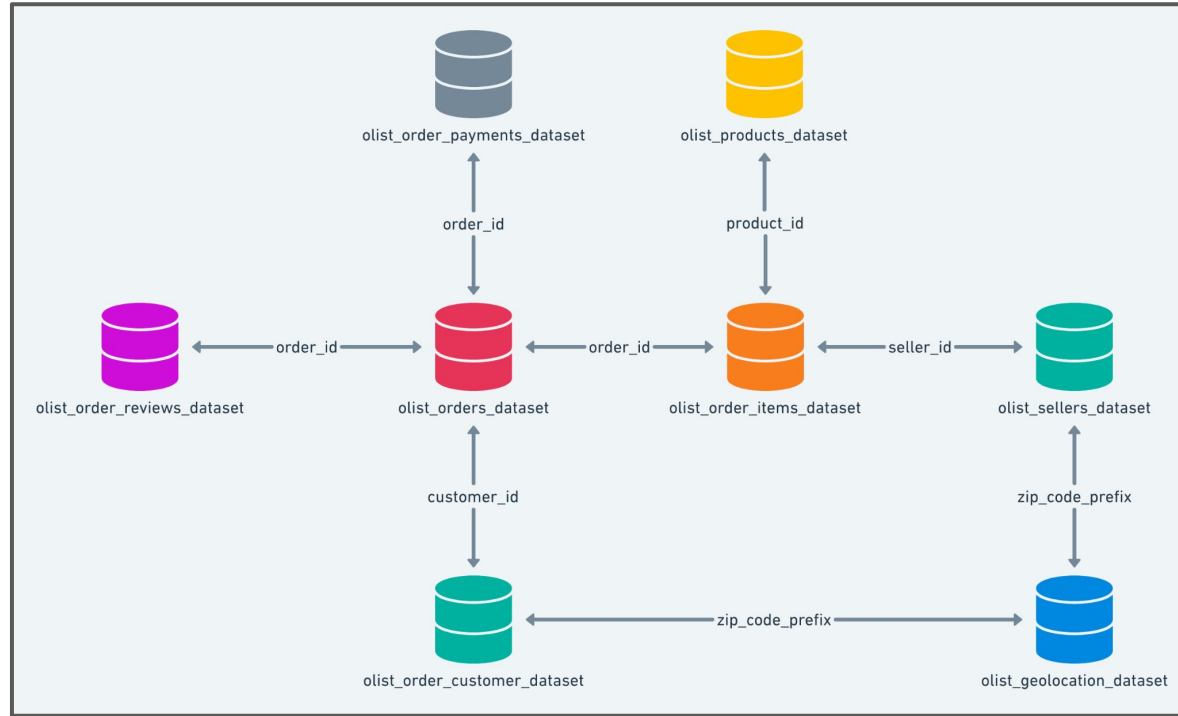 olist_order_payments_dataset
olist_products_dataset
order_id
product_id
order_id
order_id
seller_id
olist_order_reviews_dataset
olist_orders_dataset
olist_order_items_dataset
olist_sellers_dataset
customer_id
zip_code_prefix
zip_code_prefix
olist_order_customer_dataset
olist_geolocation_dataset